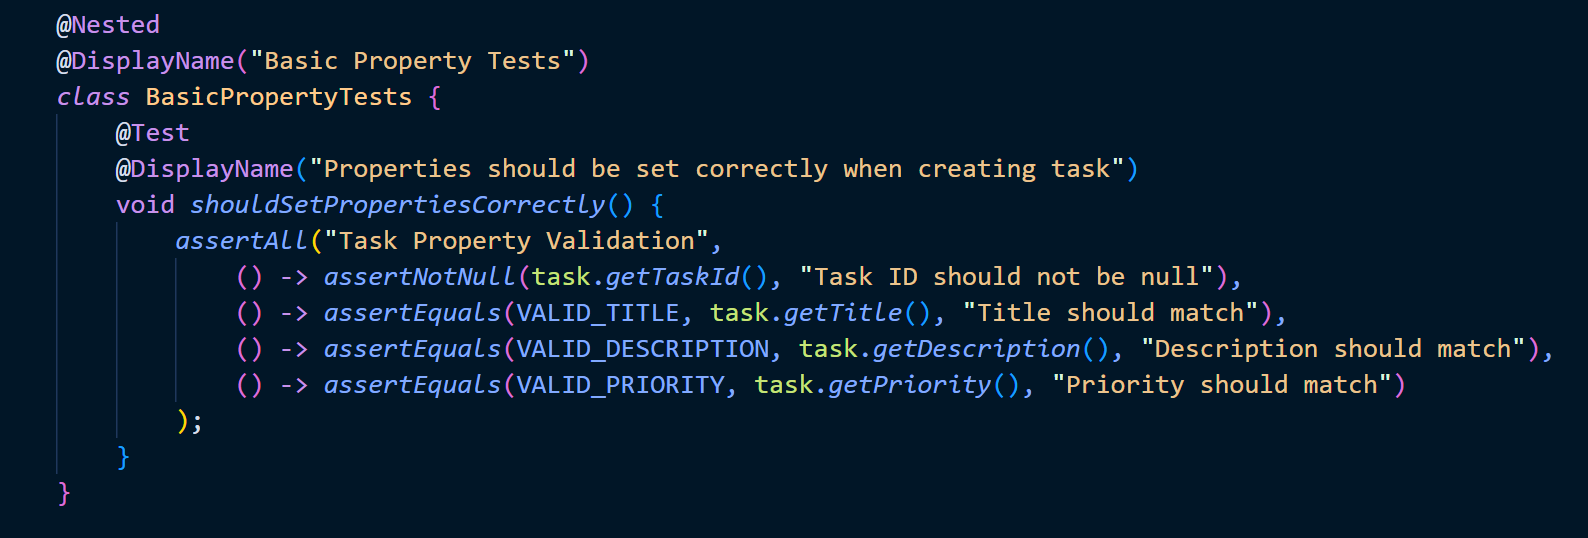 @Nested
@DisplayName("Basic Property Tests")
class BasicPropertyTests {
    @Test
    @DisplayName("Properties should be set correctly when creating task")
    void shouldSetPropertiesCorrectly() {
        assertAll("Task Property Validation",
            () -> assertNotNull(task.getTaskId(), "Task ID should not be null"),
            () -> assertEquals(VALID_TITLE, task.getTitle(), "Title should match"),
            () -> assertEquals(VALID_DESCRIPTION, task.getDescription(), "Description should match"),
            () -> assertEquals(VALID_PRIORITY, task.getPriority(), "Priority should match")
        );
    }
}